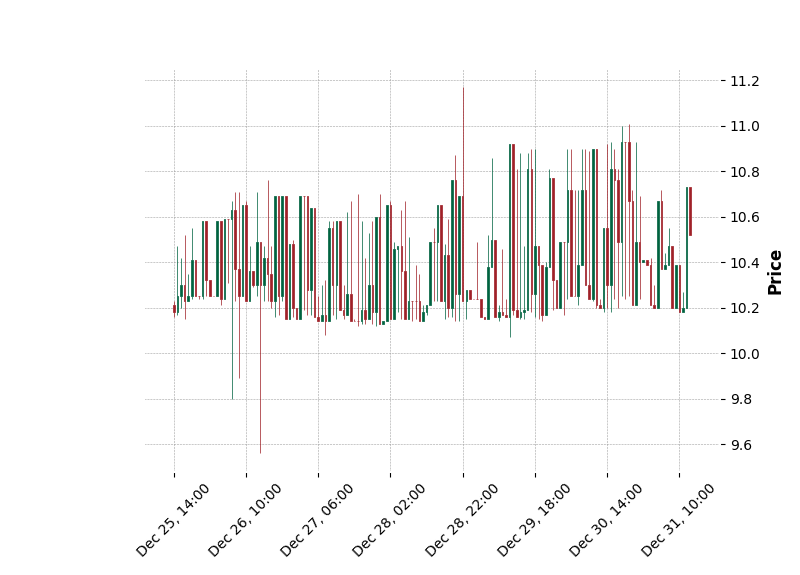 11.2
11.0
10.8
10.6
10.4
10.2
10.0
9.8
9.6
Price
Dec 25, 14:00
Dec 26, 10:00
Dec 27, 06:00
Dec 28, 02:00
Dec 28, 22:00
Dec 29, 18:00
Dec 30, 14:00
Dec 31, 10:00